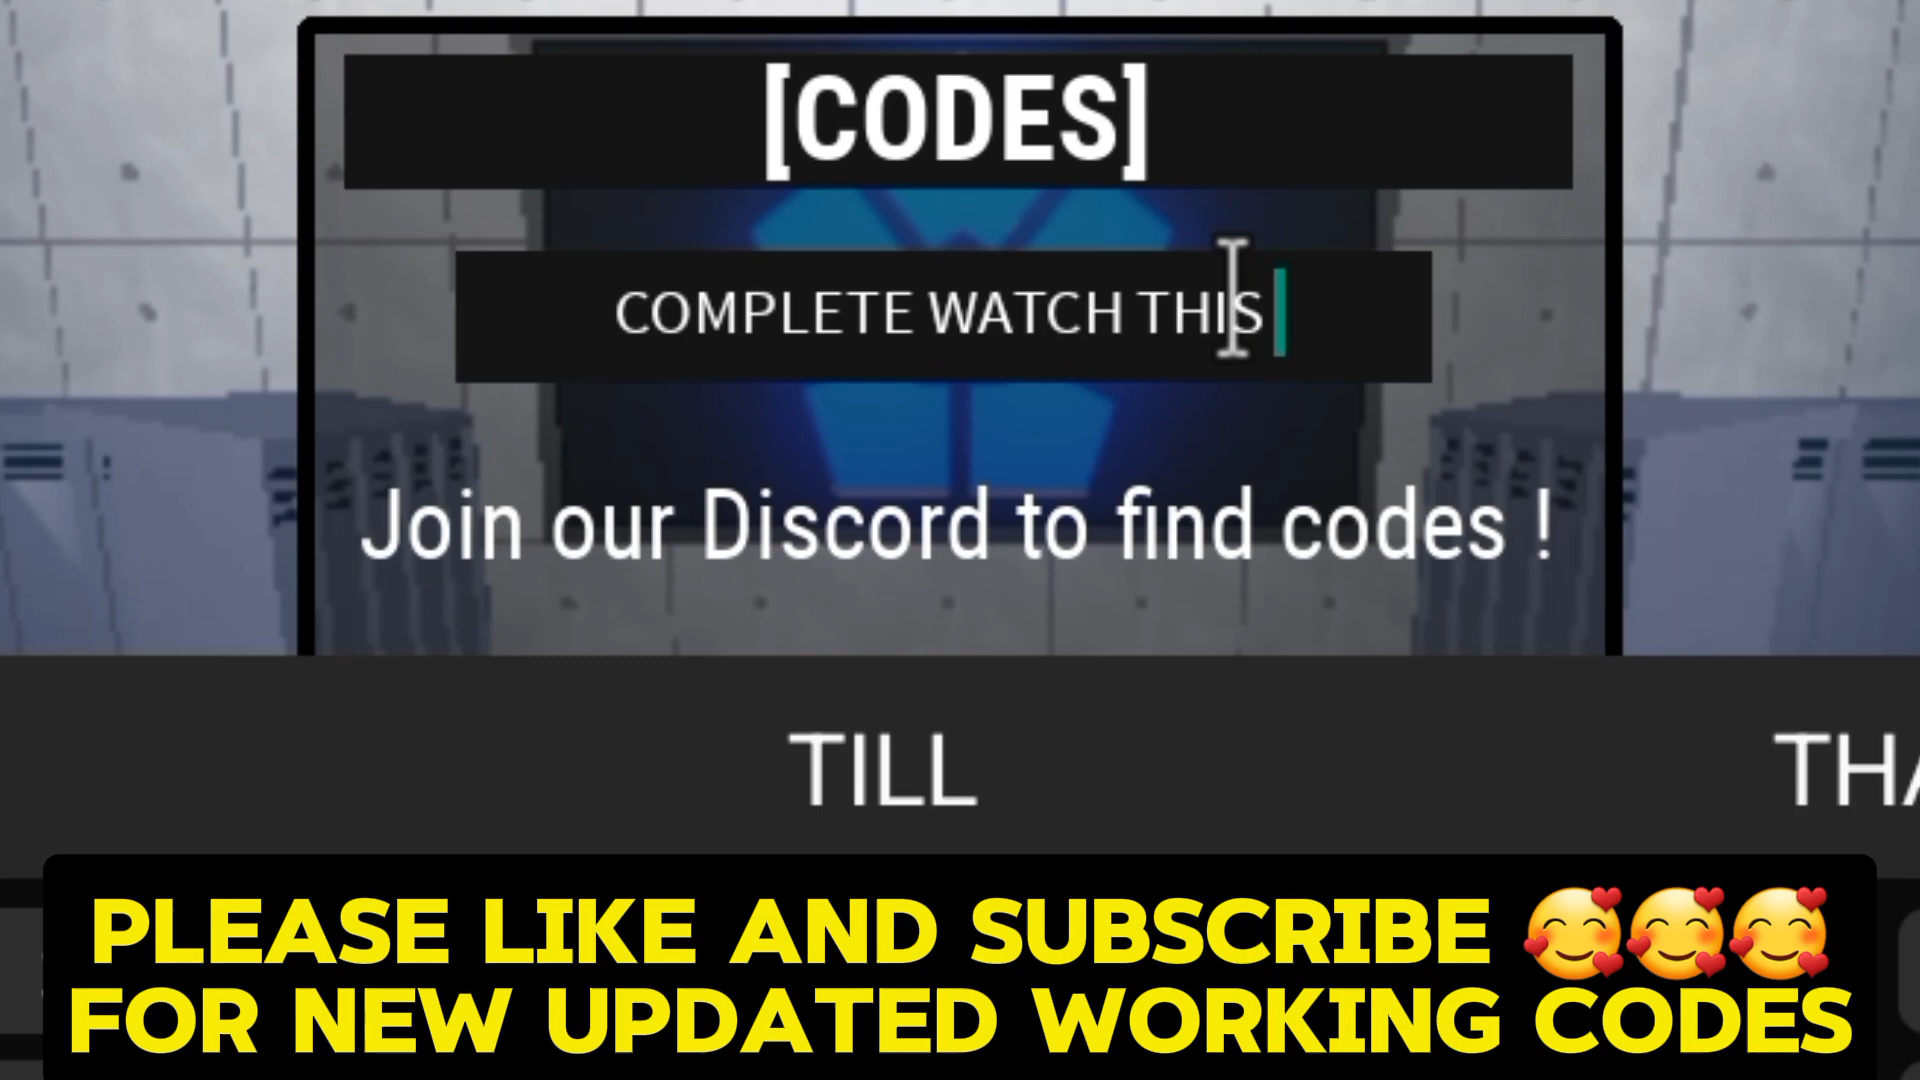 [CODES]
COMPLETE WATCH THIS
Join our Discord to find codes !
TILL
PLEASE LIKE AND SUBSCRIBE 🥰🥰🥰
FOR NEW UPDATED WORKING CODES